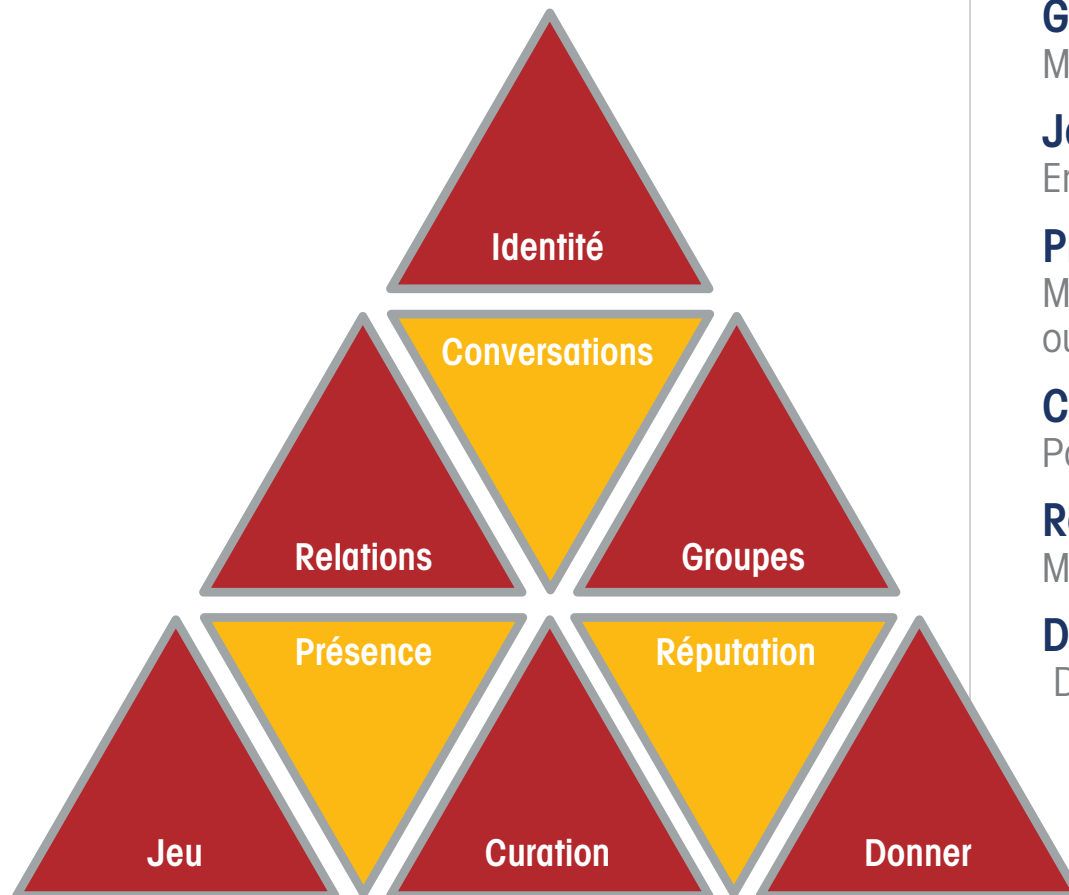 Identité
Conversations
Relations
Groupes
Présence
Réputation
Jeu
Curation
Donner